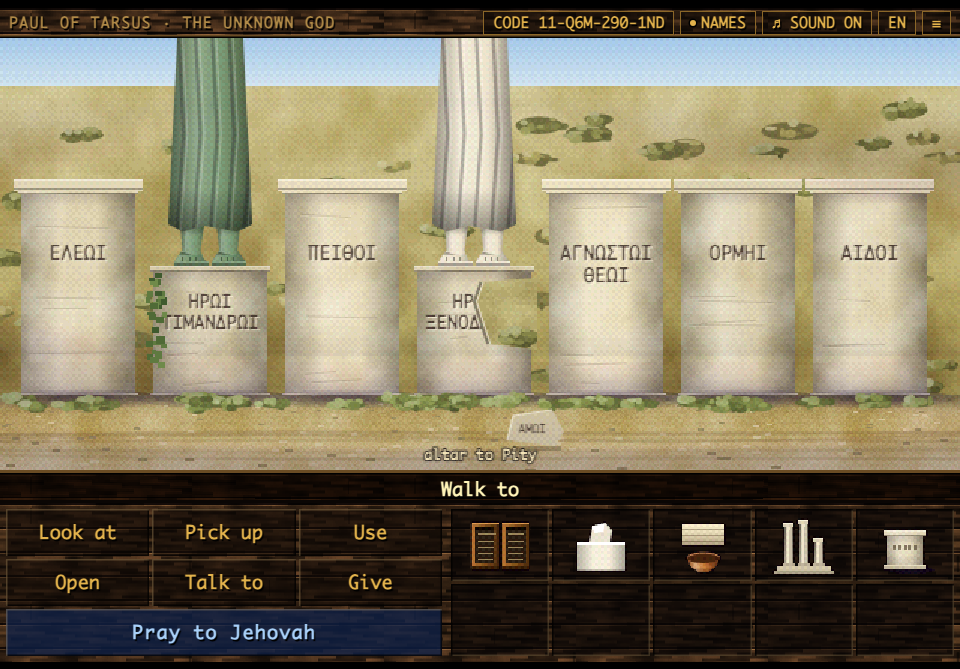 PAUL OF TARSUS · THE UNKNOWN GOD
CODE 11-Q6M-290-1ND
• NAMES
♬ SOUND ON
EN
≡
ΕΛΕΩΙ
ΗΡΩΙ
ΤΙΜΑΝΔΡΩΙ
ΠΕΙΘΟΙ
ΗΡ
ΞΕΝΟΔ
ΑΓΝΩΣΤΩΙ
ΘΕΩΙ
ΟΡΜΗΙ
ΑΙΔΟΙ
ΑΜΩΙ
altar to Pity
Walk to
Look at
Pick up
Use
Open
Talk to
Give
Pray to Jehovah